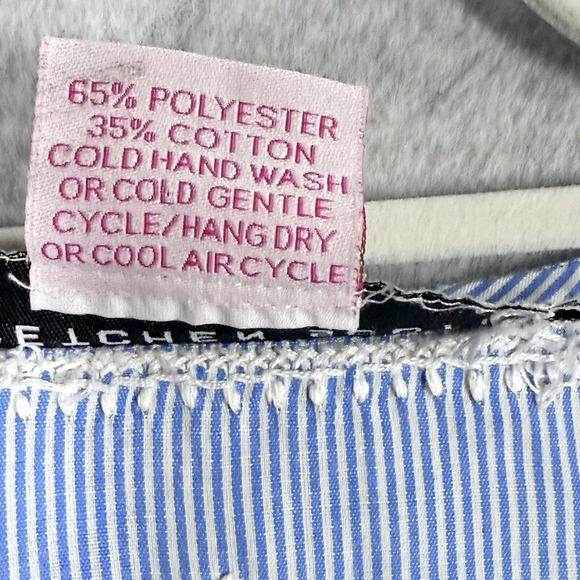 65% POLYESTER
35% COTTON
COLD HAND WASH
OR COLD GENTLE
CYCLE/HANG DRY
OR COOL AIR CYCLE